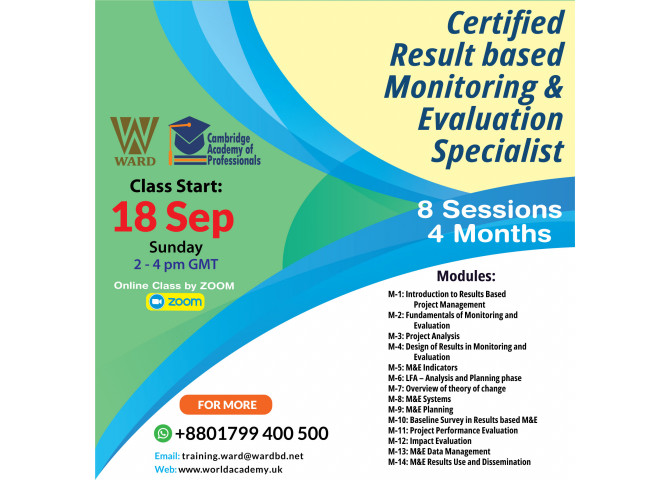 Certified
Result based
Monitoring &
Evaluation
Specialist
WARD
Cambridge
Academy of
Professionals
Class Start:
18 Sep
Sunday
2 - 4 pm GMT
Online Class by ZOOM
zoom
8 Sessions
4 Months
Modules:
M-1: Introduction to Results Based
Project Management
M-2: Fundamentals of Monitoring and
Evaluation
M-3: Project Analysis
M-4: Design of Results in Monitoring and
Evaluation
M-5: M&E Indicators
M-6: LFA – Analysis and Planning phase
M-7: Overview of theory of change
M-8: M&E Systems
M-9: M&E Planning
M-10: Baseline Survey in Results based M&E
M-11: Project Performance Evaluation
M-12: Impact Evaluation
M-13: M&E Data Management
M-14: M&E Results Use and Dissemination
FOR MORE
+8801799 400 500
Email: training.ward@wardbd.net
Web: www.worldacademy.uk